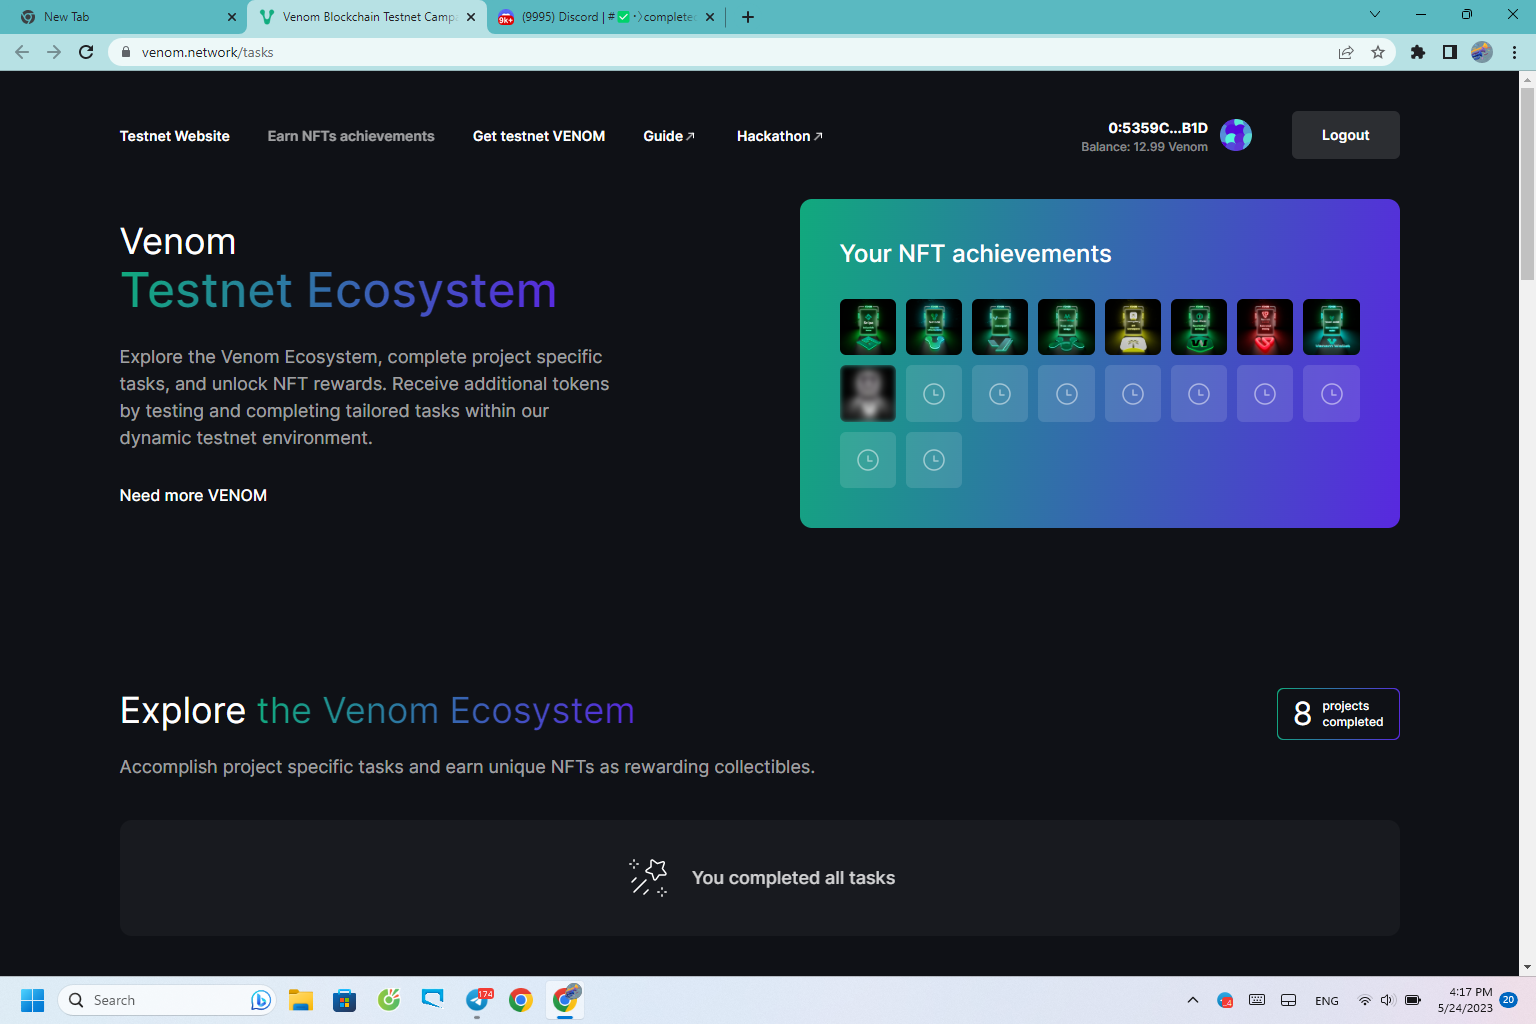 New Tab
Venom Blockchain Testnet Camp
(9995) Discord | #✅・〉complete
venom.network/tasks
Testnet Website
Earn NFTs achievements
Get testnet VENOM
Guide↗
Hackathon↗
0:5359C...B1D
Balance: 12.99 Venom
Logout
Venom
Testnet Ecosystem
Explore the Venom Ecosystem, complete project specific
tasks, and unlock NFT rewards. Receive additional tokens
by testing and completing tailored tasks within our
dynamic testnet environment.
Need more VENOM
Your NFT achievements
Explore the Venom Ecosystem
8
projects
completed
Accomplish project specific tasks and earn unique NFTs as rewarding collectibles.
You completed all tasks
Search
174
ENG
4:17 PM
5/24/2023
20